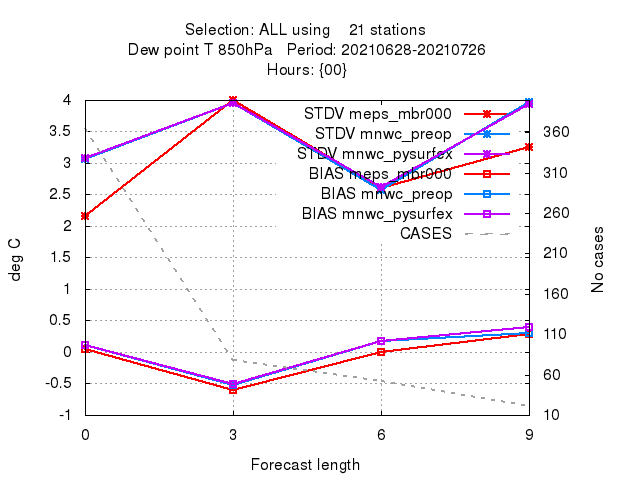 Selection: ALL using 21 stations
Dew point T 850hPa Period: 20210628-20210726
Hours: {00}
STDV meps_mbr000
STDV mnwc_preop
STDV mnwc_pysurfex
BIAS meps_mbr000
BIAS mnwc_preop
BIAS mnwc_pysurfex
CASES
4
3.5
3
2.5
2
1.5
1
0.5
0
-0.5
-1
deg C
360
310
260
210
160
110
60
10
No cases
0 3 6 9
Forecast length